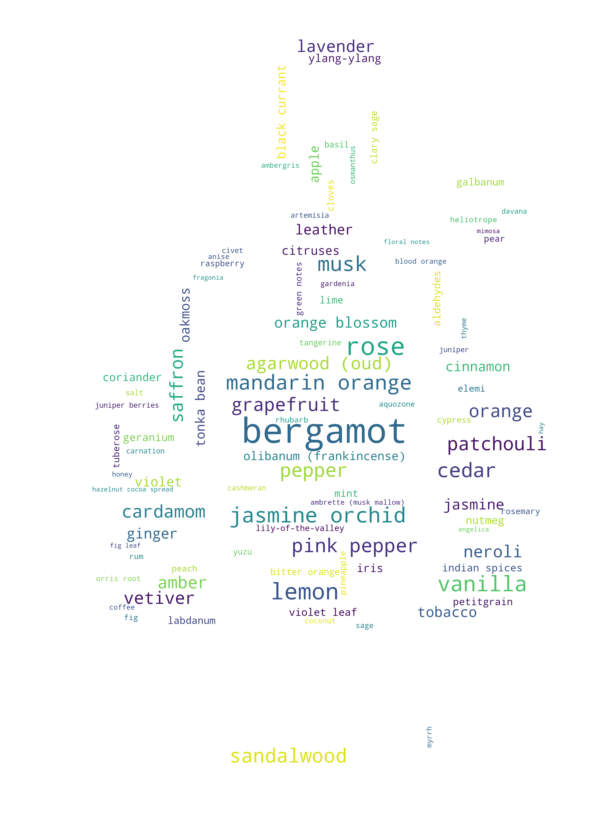 lavender
ylang-ylang
black currant
clary sage
basil
apple
osmanthus
ambergris
cloves
galbanum
artemisia
davana
heliotrope
leather
mimosa
pear
floral notes
civet
citruses
anise
raspberry
musk
blood orange
fragonia
green notes
gardenia
aldehydes
oakmoss
lime
orange blossom
thyme
tangerine
rose
juniper
agarwood (oud)
cinnamon
coriander
saffron
tonka bean
mandarin orange
elemi
salt
juniper berries
grapefruit
aquozone
orange
rhubarb
cypress
hay
bergamot
tuberose
geranium
patchouli
carnation
olibanum (frankincense)
honey
pepper
cedar
violet
hazelnut cocoa spread
cashmeran
mint
ambrette (musk mallow)
cardamom
jasmine orchid
jasmine
rosemary
nutmeg
lily-of-the-valley
angelica
ginger
fig leaf
pink pepper
rum
yuzu
neroli
pineapple
peach
bitter orange
iris
indian spices
orris root
amber
vanilla
vetiver
lemon
coffee
petitgrain
fig
labdanum
violet leaf
tobacco
coconut
sage
myrrh
sandalwood